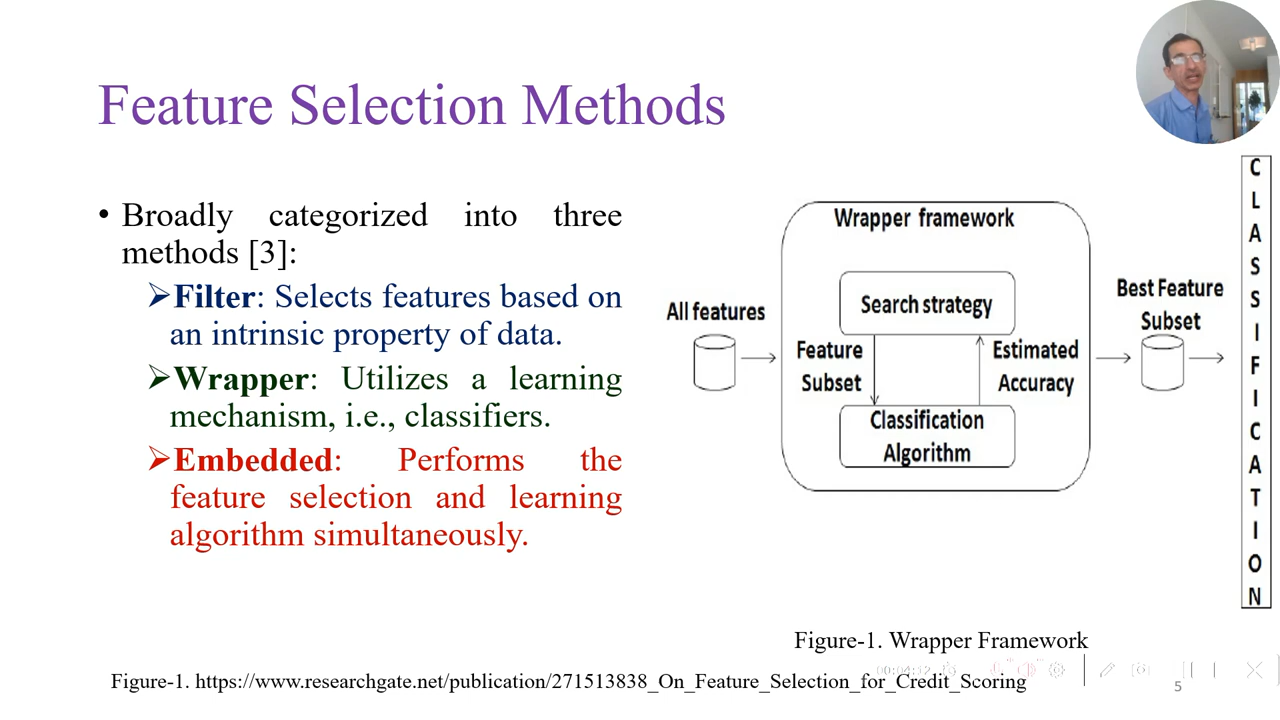 Feature Selection Methods
• Broadly categorized into three
methods [3]:
➢Filter: Selects features based on
an intrinsic property of data.
➢Wrapper: Utilizes a learning
mechanism, i.e., classifiers.
➢Embedded: Performs the
feature selection and learning
algorithm simultaneously.
Wrapper framework
All features
Search strategy
Feature
Subset
Estimated
Accuracy
Classification
Algorithm
Best Feature
Subset
CLASSIFICATION
Figure-1. Wrapper Framework
Figure-1. https://www.researchgate.net/publication/271513838_On_Feature_Selection_for_Credit_Scoring
5